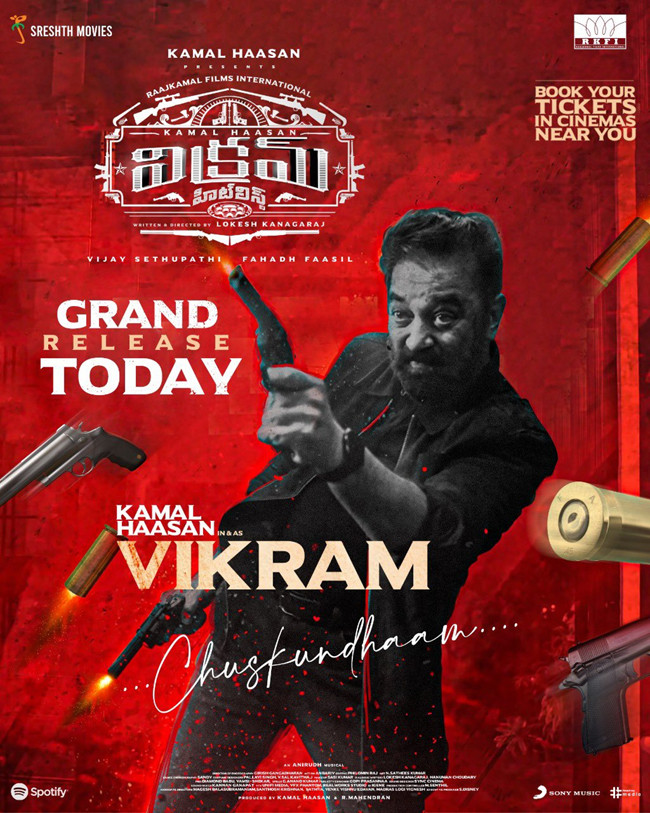 SRESHTH MOVIES
RKFI
KAMAL HAASAN
PRESENTS
RAAJKAMAL FILMS INTERNATIONAL
KAMAL HAASAN
విక్రమ్
హిట్‌లిస్ట్
WRITTEN & DIRECTED BY LOKESH KANAGARAJ
VIJAY SETHUPATHI FAHADH FAASIL
BOOK YOUR
TICKETS
IN CINEMAS
NEAR YOU
GRAND
RELEASE
TODAY
KAMAL
HAASAN IN & AS
VIKRAM
...Chuskundhaam....
AN ANIRUDH MUSICAL
PRODUCED BY KAMAL HAASAN & R.MAHENDRAN
Spotify
SONY MUSIC
media